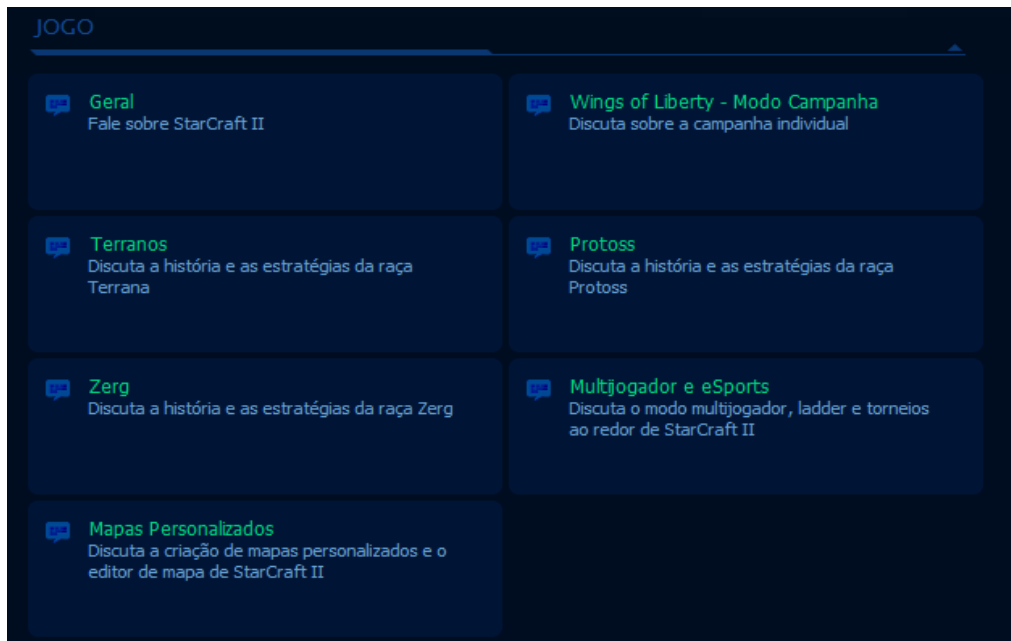 JOGO
Geral
Fale sobre StarCraft II
Wings of Liberty - Modo Campanha
Discuta sobre a campanha individual
Terranos
Discuta a história e as estratégias da raça
Terrana
Protoss
Discuta a história e as estratégias da raça
Protoss
Zerg
Discuta a história e as estratégias da raça Zerg
Multijogador e eSports
Discuta o modo multijogador, ladder e torneios
ao redor de StarCraft II
Mapas Personalizados
Discuta a criação de mapas personalizados e o
editor de mapa de StarCraft II